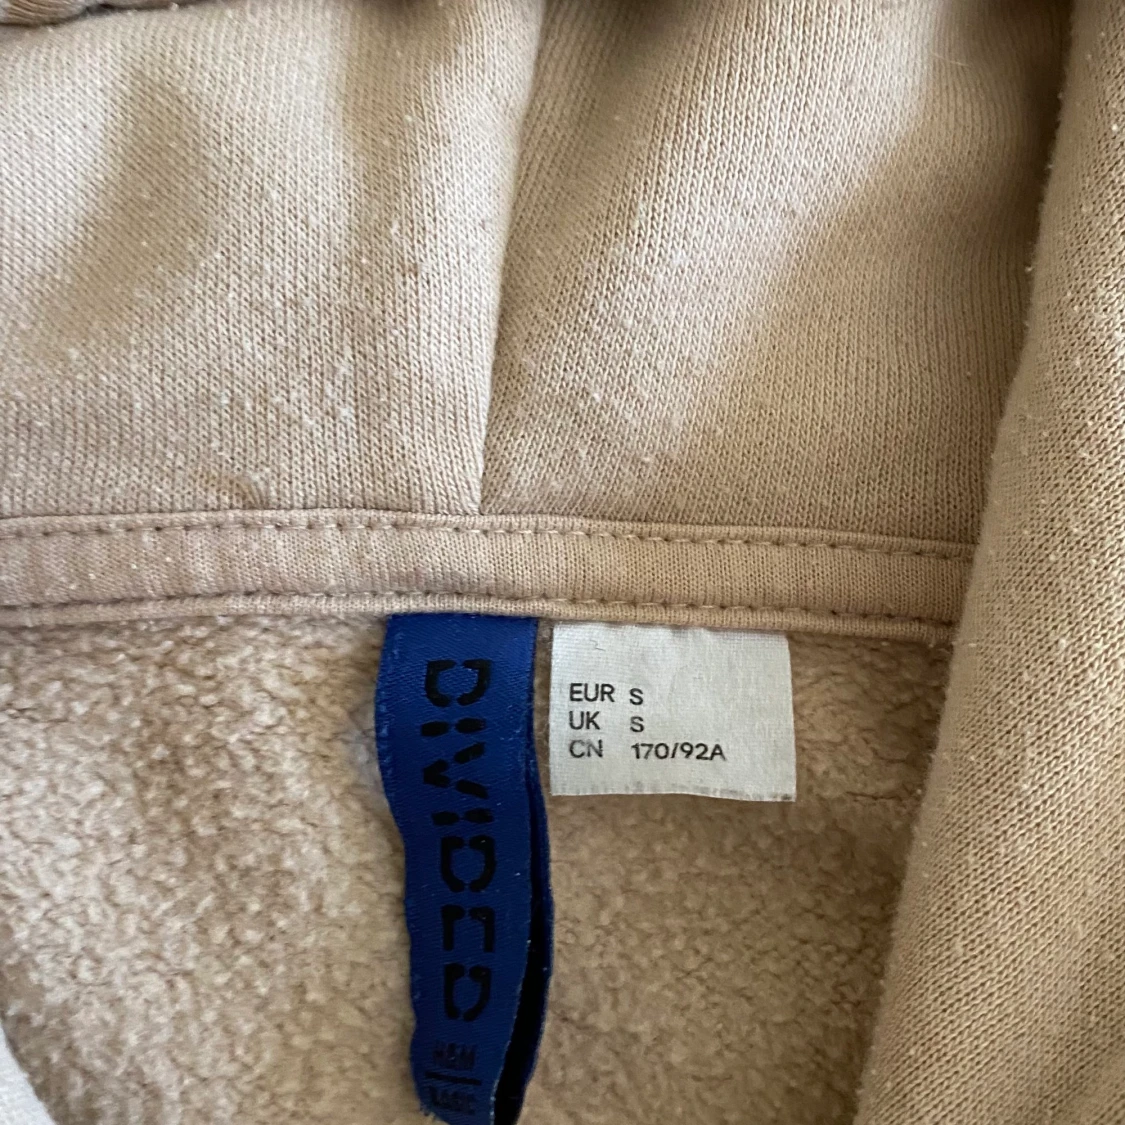 DIVIDED
H&M
EUR S
UK S
CN 170/92A